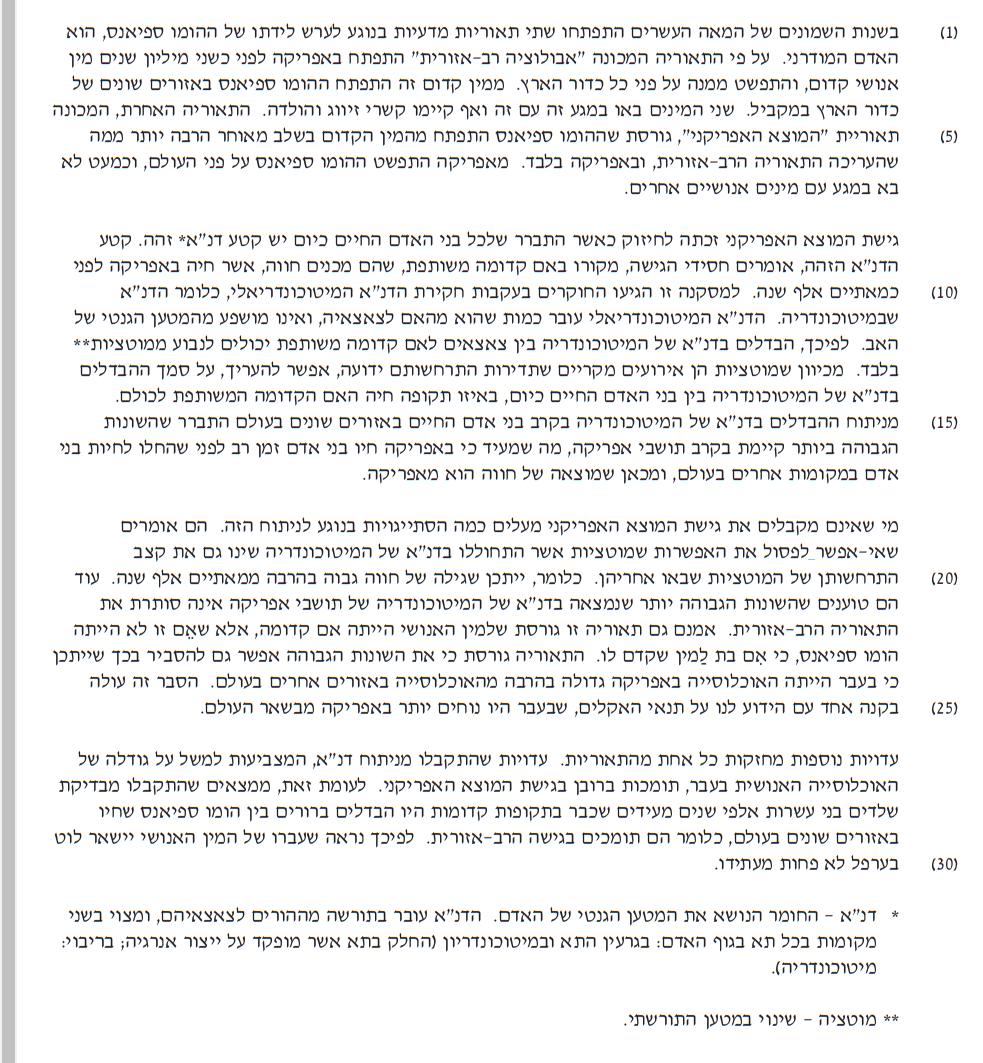 (1) בשנות השמונים של המאה העשרים התפתחו שתי תאוריות מדעיות בנוגע לערש לידתו של ההומו ספיאנס, הוא
האדם המודרני. על פי התאוריה המכונה "אבולוציה רב-אזורית" התפתח באפריקה לפני כשני מיליון שנים מין
אנושי קדום, והתפשט ממנה על פני כל כדור הארץ. ממין קדום זה התפתח ההומו ספיאנס באזורים שונים של
כדור הארץ במקביל. שני המינים באו במגע זה עם זה ואף קיימו קשרי זיווג והולדה. התאוריה האחרת, המכונה
(5) תאוריית "המוצא האפריקני", גורסת שההומו ספיאנס התפתח מהמין הקדום בשלב מאוחר הרבה יותר ממה
שהעריכה התאוריה הרב-אזורית, ובאפריקה בלבד. מאפריקה התפשט ההומו ספיאנס על פני העולם, וכמעט לא
בא במגע עם מינים אנושיים אחרים.
גישת המוצא האפריקני זכתה לחיזוק כאשר התברר שלכל בני האדם החיים כיום יש קטע דנ"א* זהה. קטע
הדנ"א הזהה, אומרים חסידי הגישה, מקורו באם קדומה משותפת, שהם מכנים חווה, אשר חיה באפריקה לפני
(10) כמאתיים אלף שנה. למסקנה זו הגיעו החוקרים בעקבות חקירת הדנ"א המיטוכונדריאלי, כלומר הדנ"א
שבמיטוכונדריה. הדנ"א המיטוכונדריאלי עובר כמות שהוא מהאם לצאצאיה, ואינו מושפע מהמטען הגנטי של
האב. לפיכך, הבדלים בדנ"א של המיטוכונדריה בין צאצאים לאם קדומה משותפת יכולים לנבוע ממוטציות**
בלבד. מכיוון שמוטציות הן אירועים מקריים שתדירות התרחשותם ידועה, אפשר להעריך, על סמך ההבדלים
בדנ"א של המיטוכונדריה בין בני האדם החיים כיום, באיזו תקופה חיה האם הקדומה המשותפת לכולם.
(15) מניתוח ההבדלים בדנ"א של המיטוכונדריה בקרב בני אדם החיים באזורים שונים בעולם התברר שהשונות
הגבוהה ביותר קיימת בקרב תושבי אפריקה, מה שמעיד כי באפריקה חיו בני אדם זמן רב לפני שהחלו לחיות בני
אדם במקומות אחרים בעולם, ומכאן שמוצאה של חווה הוא מאפריקה.
מי שאינם מקבלים את גישת המוצא האפריקני מעלים כמה הסתייגויות בנוגע לניתוח הזה. הם אומרים
שאי-אפשר לפסול את האפשרות שמוטציות אשר התחוללו בדנ"א של המיטוכונדריה שינו גם את קצב
(20) התרחשותן של המוטציות שבאו אחריהן. כלומר, ייתכן שגילה של חווה גבוה בהרבה ממאתיים אלף שנה. עוד
הם טוענים שהשונות הגבוהה יותר שנמצאה בדנ"א של המיטוכונדריה של תושבי אפריקה אינה סותרת את
התאוריה הרב-אזורית. אמנם גם תאוריה זו גורסת שלמין האנושי הייתה אם קדומה, אלא שאֵם זו לא הייתה
הומו ספיאנס, כי אִם בת לַמין שקדם לו. התאוריה גורסת כי את השונות הגבוהה אפשר גם להסביר בכך שייתכן
כי בעבר הייתה האוכלוסייה באפריקה גדולה בהרבה מהאוכלוסייה באזורים אחרים בעולם. הסבר זה עולה
(25) בקנה אחד עם הידוע לנו על תנאי האקלים, שבעבר היו נוחים יותר באפריקה מבשאר העולם.
עדויות נוספות מחזקות כל אחת מהתאוריות. עדויות שהתקבלו מניתוח דנ"א, המצביעות למשל על גודלה של
האוכלוסייה האנושית בעבר, תומכות ברובן בגישת המוצא האפריקני. לעומת זאת, ממצאים שהתקבלו מבדיקת
שלדים בני עשרות אלפי שנים מעידים שכבר בתקופות קדומות היו הבדלים ברורים בין הומו ספיאנס שחיו
באזורים שונים בעולם, כלומר הם תומכים בגישה הרב-אזורית. לפיכך נראה שעברו של המין האנושי יישאר לוט
(30) בערפל לא פחות מעתידו.
* דנ"א - החומר הנושא את המטען הגנטי של האדם. הדנ"א עובר בתורשה מההורים לצאצאיהם, ומצוי בשני
מקומות בכל תא בגוף האדם: בגרעין התא ובמיטוכונדריון (החלק בתא אשר מופקד על ייצור אנרגיה; בריבוי:
מיטוכונדריה).
** מוטציה - שינוי במטען התורשתי.